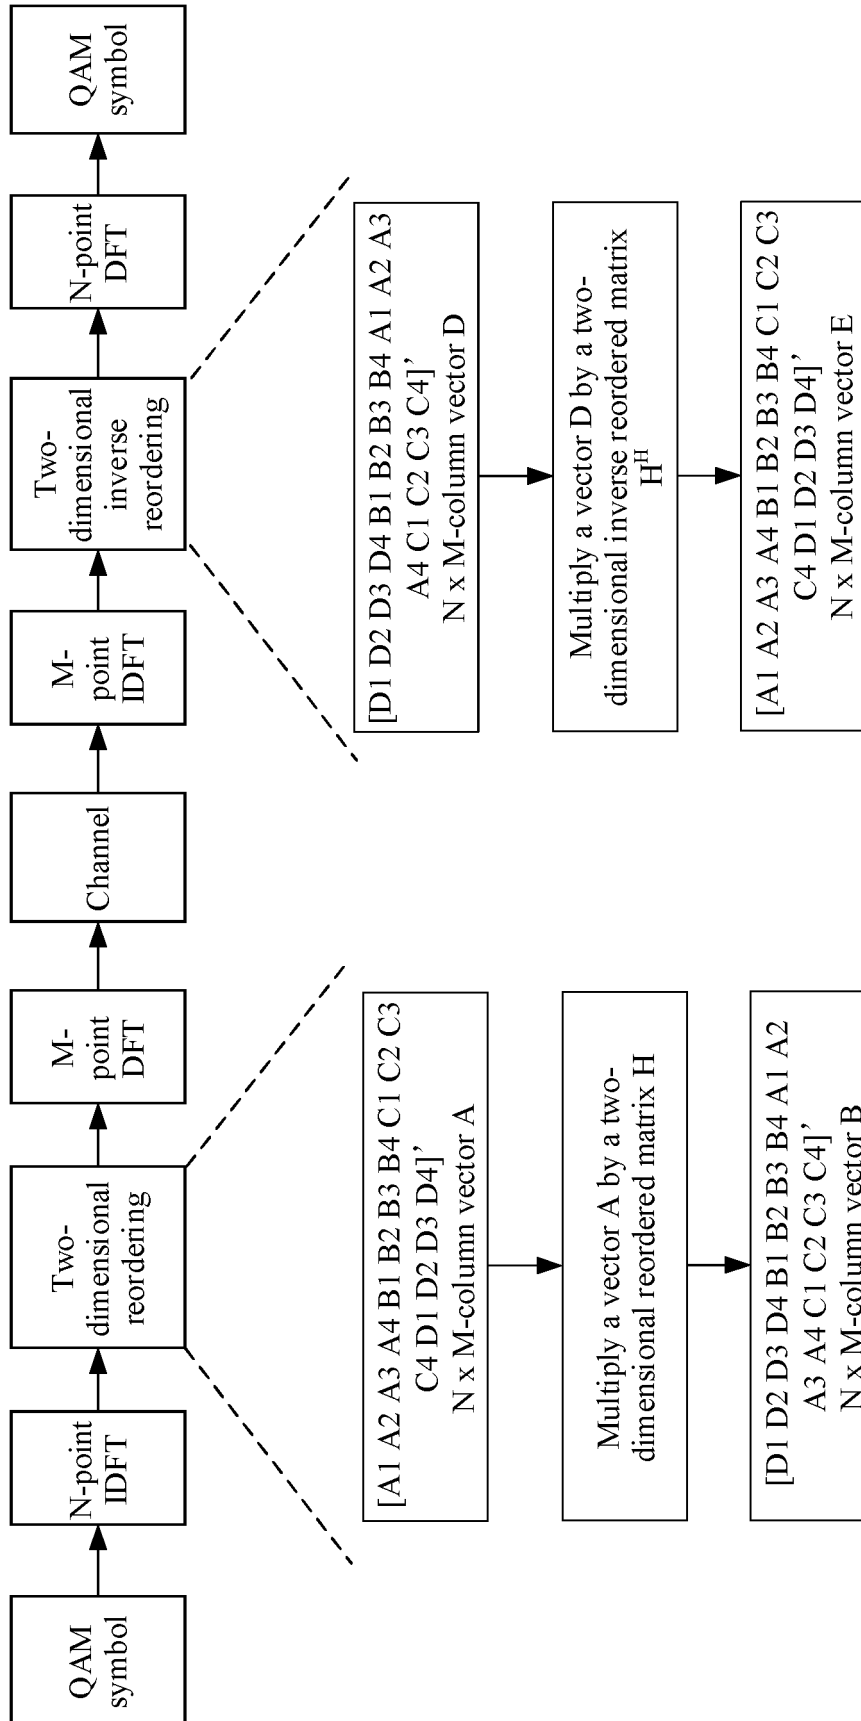 QAM
symbol
N-point
IDFT
Two-
dimensional
reordering
M-
point
DFT
Channel
M-
point
IDFT
Two-
dimensional
inverse
reordering
N-point
DFT
QAM
symbol
[A1 A2 A3 A4 B1 B2 B3 B4 C1 C2 C3
C4 D1 D2 D3 D4]’
N x M-column vector A
Multiply a vector A by a two-
dimensional reordered matrix H
[D1 D2 D3 D4 B1 B2 B3 B4 A1 A2
A3 A4 C1 C2 C3 C4]’
N x M-column vector B
[D1 D2 D3 D4 B1 B2 B3 B4 A1 A2 A3
A4 C1 C2 C3 C4]’
N x M-column vector D
Multiply a vector D by a two-
dimensional inverse reordered matrix
H^H
[A1 A2 A3 A4 B1 B2 B3 B4 C1 C2 C3
C4 D1 D2 D3 D4]’
N x M-column vector E